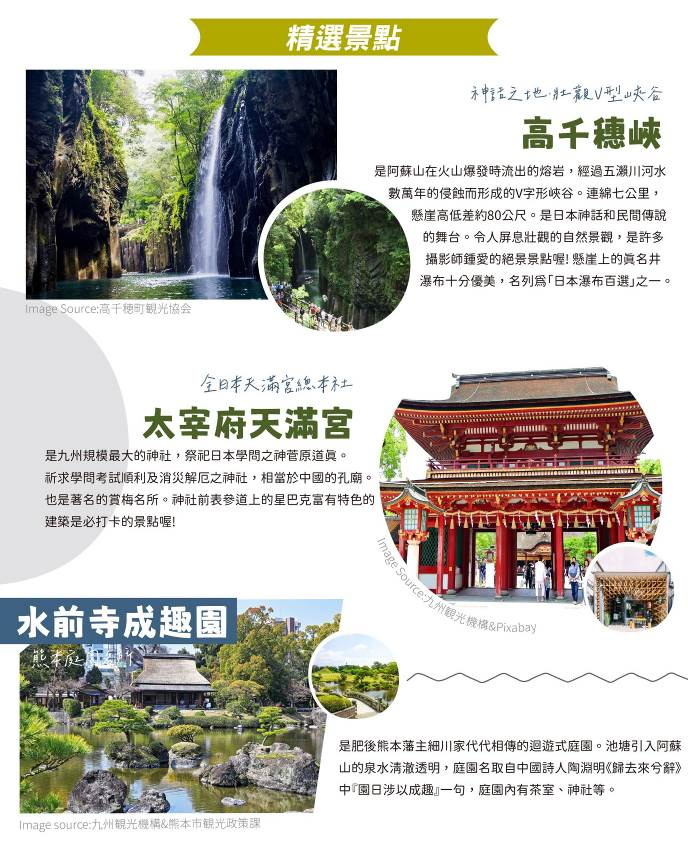 精選景點
神話之地·壯觀V型峽谷
高千穗峽
是阿蘇山在火山爆發時流出的熔岩，經過五瀨川河水
數萬年的侵蝕而形成的V字形峽谷。連綿七公里，
懸崖高低差約80公尺。是日本神話和民間傳說
的舞台。令人屏息壯觀的自然景觀，是許多
攝影師鍾愛的絕景景點喔! 懸崖上的眞名井
瀑布十分優美，名列爲「日本瀑布百選」之一。
Image Source:高千穂町観光協会
全日本天滿宮總本社
太宰府天滿宮
是九州規模最大的神社，祭祀日本學問之神菅原道眞。
祈求學問考試順利及消災解厄之神社，相當於中國的孔廟。
也是著名的賞梅名所。神社前表參道上的星巴克富有特色的
建築是必打卡的景點喔!
Image Source:九州観光機構&Pixabay
水前寺成趣園
熊本庭
是肥後熊本藩主細川家代代相傳的迴遊式庭園。池塘引入阿蘇
山的泉水清澈透明，庭園名取自中國詩人陶淵明《歸去來兮辭》
中『園日涉以成趣』一句，庭園內有茶室、神社等。
Image source:九州観光機構&熊本市観光政策課